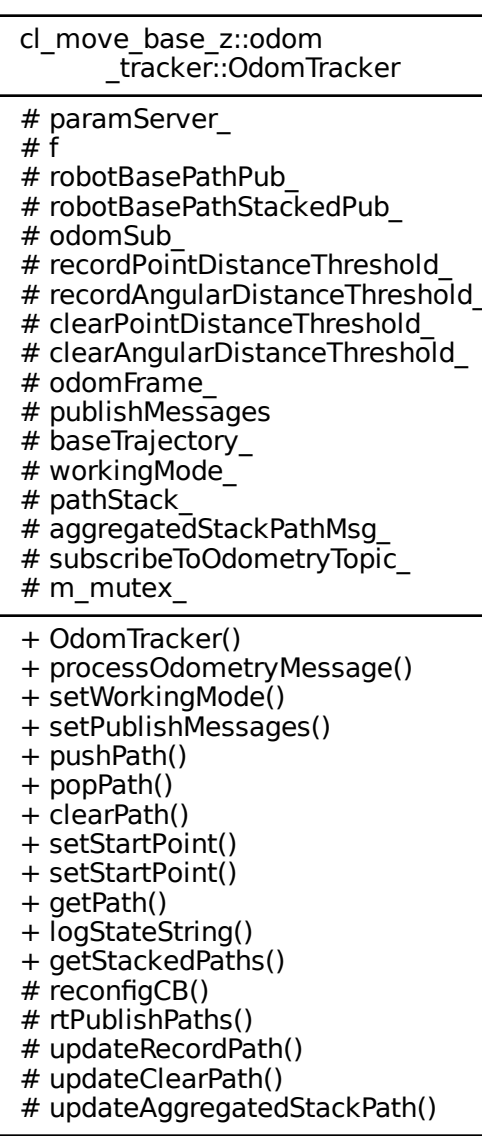 cl_move_base_z::odom
_tracker::OdomTracker
# paramServer_
# f
# robotBasePathPub_
# robotBasePathStackedPub_
# odomSub_
# recordPointDistanceThreshold_
# recordAngularDistanceThreshold_
# clearPointDistanceThreshold_
# clearAngularDistanceThreshold_
# odomFrame_
# publishMessages
# baseTrajectory_
# workingMode_
# pathStack_
# aggregatedStackPathMsg_
# subscribeToOdometryTopic_
# m_mutex_
+ OdomTracker()
+ processOdometryMessage()
+ setWorkingMode()
+ setPublishMessages()
+ pushPath()
+ popPath()
+ clearPath()
+ setStartPoint()
+ setStartPoint()
+ getPath()
+ logStateString()
+ getStackedPaths()
# reconfigCB()
# rtPublishPaths()
# updateRecordPath()
# updateClearPath()
# updateAggregatedStackPath()